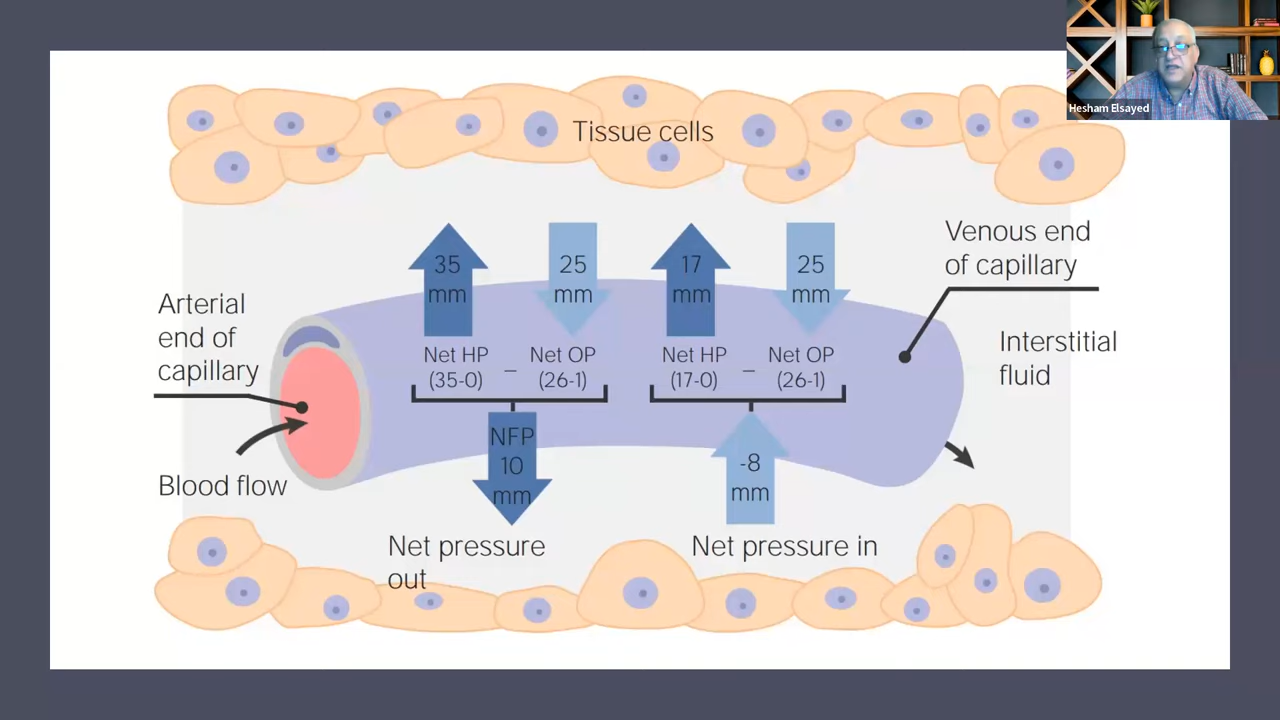 Hesham Elsayed
Tissue cells
Venous end
of capillary
35
mm
25
mm
17
mm
25
mm
Arterial
end of
capillary
Interstitial
fluid
Net HP
(35-0)
–
Net OP
(26-1)
Net HP
(17-0)
–
Net OP
(26-1)
NFP
10
mm
-8
mm
Blood flow
Net pressure
out
Net pressure in